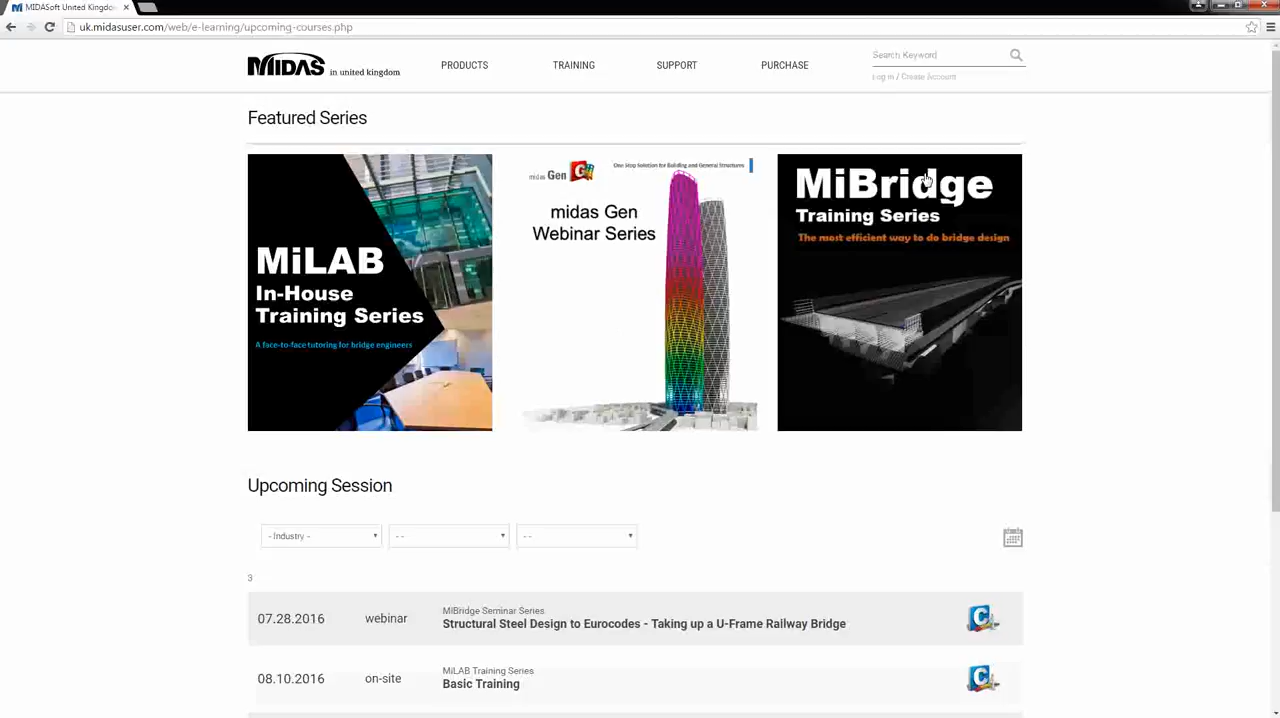 MIDASoft United Kingdom
uk.midasuser.com/web/e-learning/upcoming-courses.php
MIDAS in united kingdom
PRODUCTS
TRAINING
SUPPORT
PURCHASE
Search Keyword
Log in / Create Account
Featured Series
MiLAB
In-House
Training Series
A face-to-face tutoring for bridge engineers
midas Gen
One Stop Solution for Building and General Structures
midas Gen
Webinar Series
MiBridge
Training Series
The most efficient way to do bridge design
Upcoming Session
- Industry -
- -
- -
3
07.28.2016
webinar
MiBridge Seminar Series
Structural Steel Design to Eurocodes - Taking up a U-Frame Railway Bridge
08.10.2016
on-site
MiLAB Training Series
Basic Training